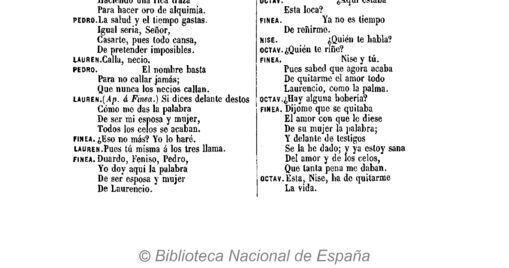 Haciendo una rica traza
Para hacer oro de alquimia.
PEDRO. La salud y el tiempo gastas.
Igual seria, Señor,
Casarte, pues todo cansa,
De pretender imposibles.
LAUREN. Calla, necio.
PEDRO. El nombre basta
Para no callar jamás;
Que nunca los necios callan.
LAUREN. (Ap. á Finea.) Si dices delante destos
Cómo me das la palabra
De ser mi esposa y mujer,
Todos los celos se acaban.
FINEA. ¿Eso no más? Yo lo haré.
LAUREN. Pues tú misma á los tres llama.
FINEA. Duardo, Feniso, Pedro,
Yo doy aquí la palabra
De ser esposa y mujer
De Laurencio.
OCTAV. ¿Aquí estaba
Esta loca?
FINEA. Ya no es tiempo
De reñirme.
NISE. ¿Quién te habla?
OCTAV. ¿Quién te riñe?
FINEA. Nise y tú.
Pues sabed que agora acaba
De quitarme el amor todo
Laurencio, como la palma.
OCTAV. ¿Hay alguna bobería?
FINEA. Díjome que se quitaba
El amor con que le diese
De su mujer la palabra;
Y delante de testigos
Se la he dado; y ya estoy sana
Del amor y de los celos,
Que tanta pena me daban.
OCTAV. Esta, Nise, ha de quitarme
La vida.
© Biblioteca Nacional de España